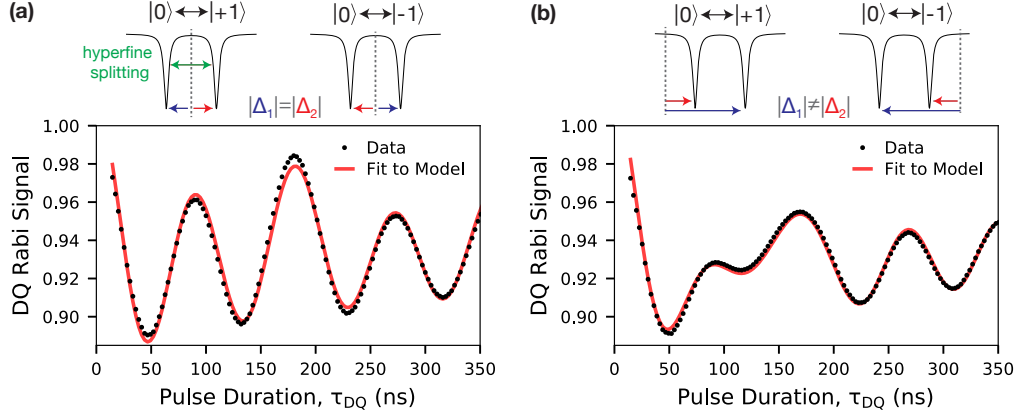 (a)
|0⟩ ⟷ |+1⟩ |0⟩ ⟷ |-1⟩
hyperfine
splitting
|Δ₁|=|Δ₂|
1.00
0.98
0.96
0.94
0.92
0.90
DQ Rabi Signal
Data
Fit to Model
0 50 100 150 200 250 300 350
Pulse Duration, τDQ (ns)
(b)
|0⟩ ⟷ |+1⟩ |0⟩ ⟷ |-1⟩
|Δ₁|≠|Δ₂|
1.00
0.98
0.96
0.94
0.92
0.90
DQ Rabi Signal
Data
Fit to Model
0 50 100 150 200 250 300 350
Pulse Duration, τDQ (ns)